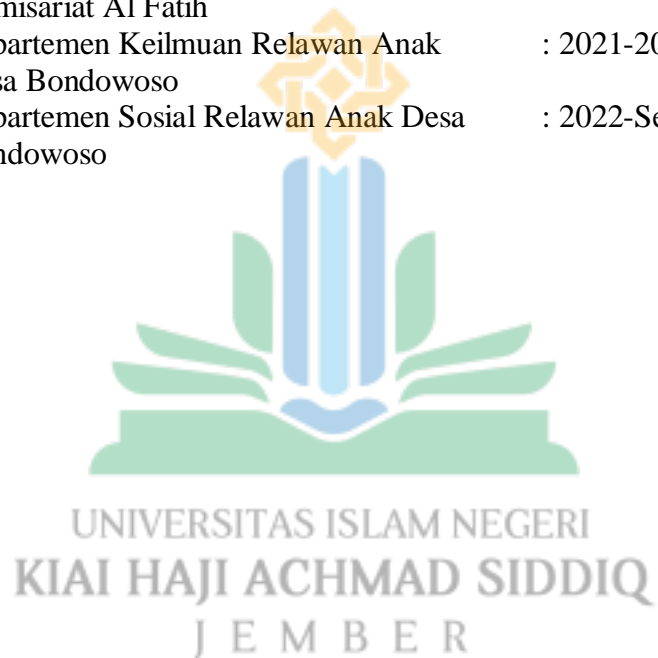 misariat Al Fatih
partemen Keilmuan Relawan Anak : 2021-20
sa Bondowoso
partemen Sosial Relawan Anak Desa : 2022-Se
ndowoso
UNIVERSITAS ISLAM NEGERI
KIAI HAJI ACHMAD SIDDIQ
J E M B E R